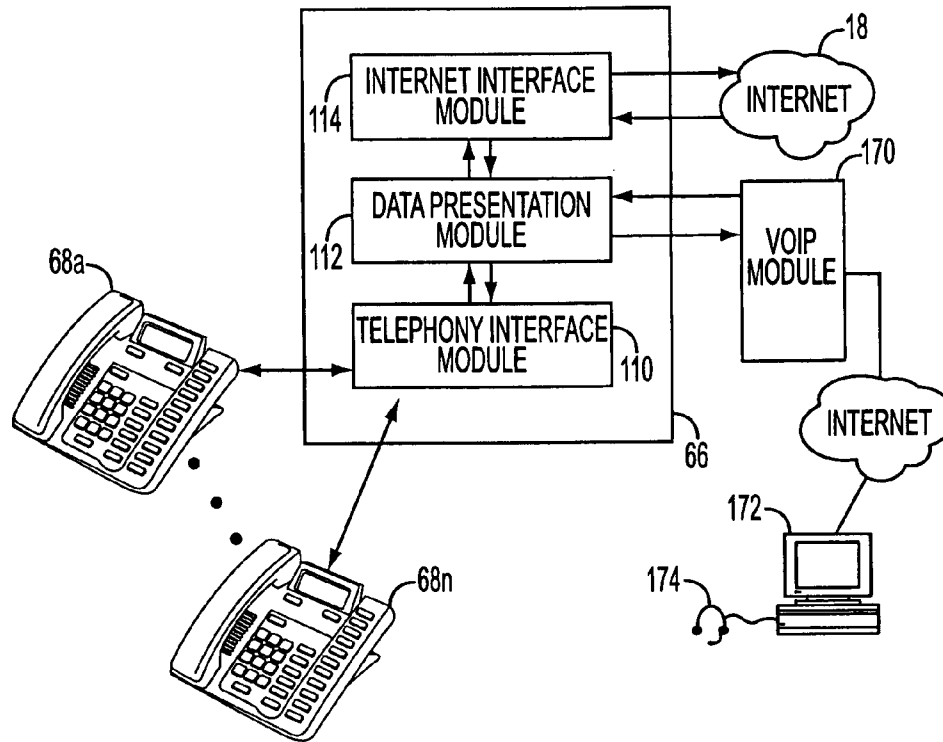 18
INTERNET INTERFACE
MODULE
114
INTERNET
170
DATA PRESENTATION
MODULE
112
VOIP
MODULE
68a
TELEPHONY INTERFACE
MODULE
110
INTERNET
66
172
68n
174